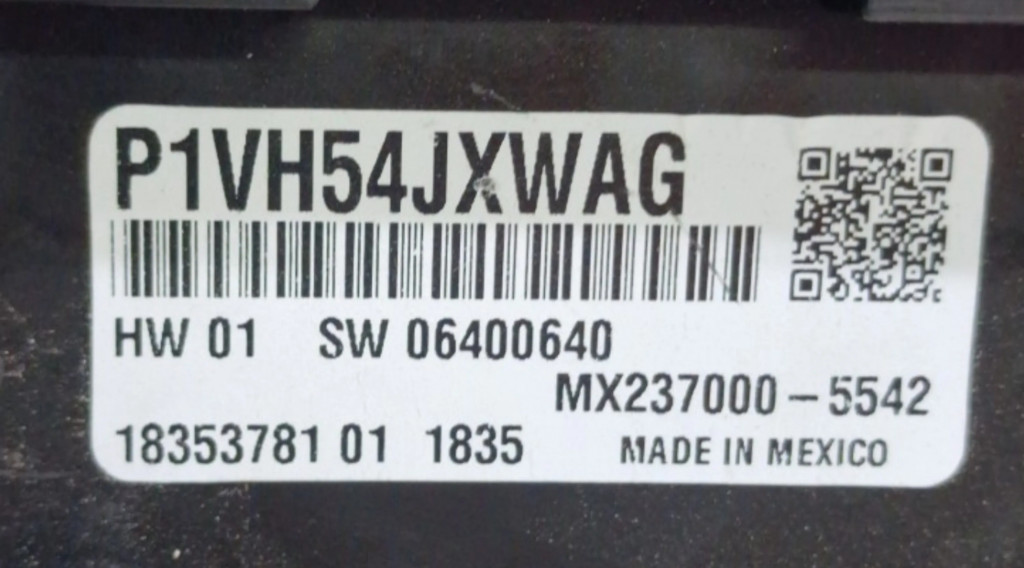 P1VH54JXWAG
HW 01 SW 06400640
MX237000-5542
18353781 01 1835 MADE IN MEXICO